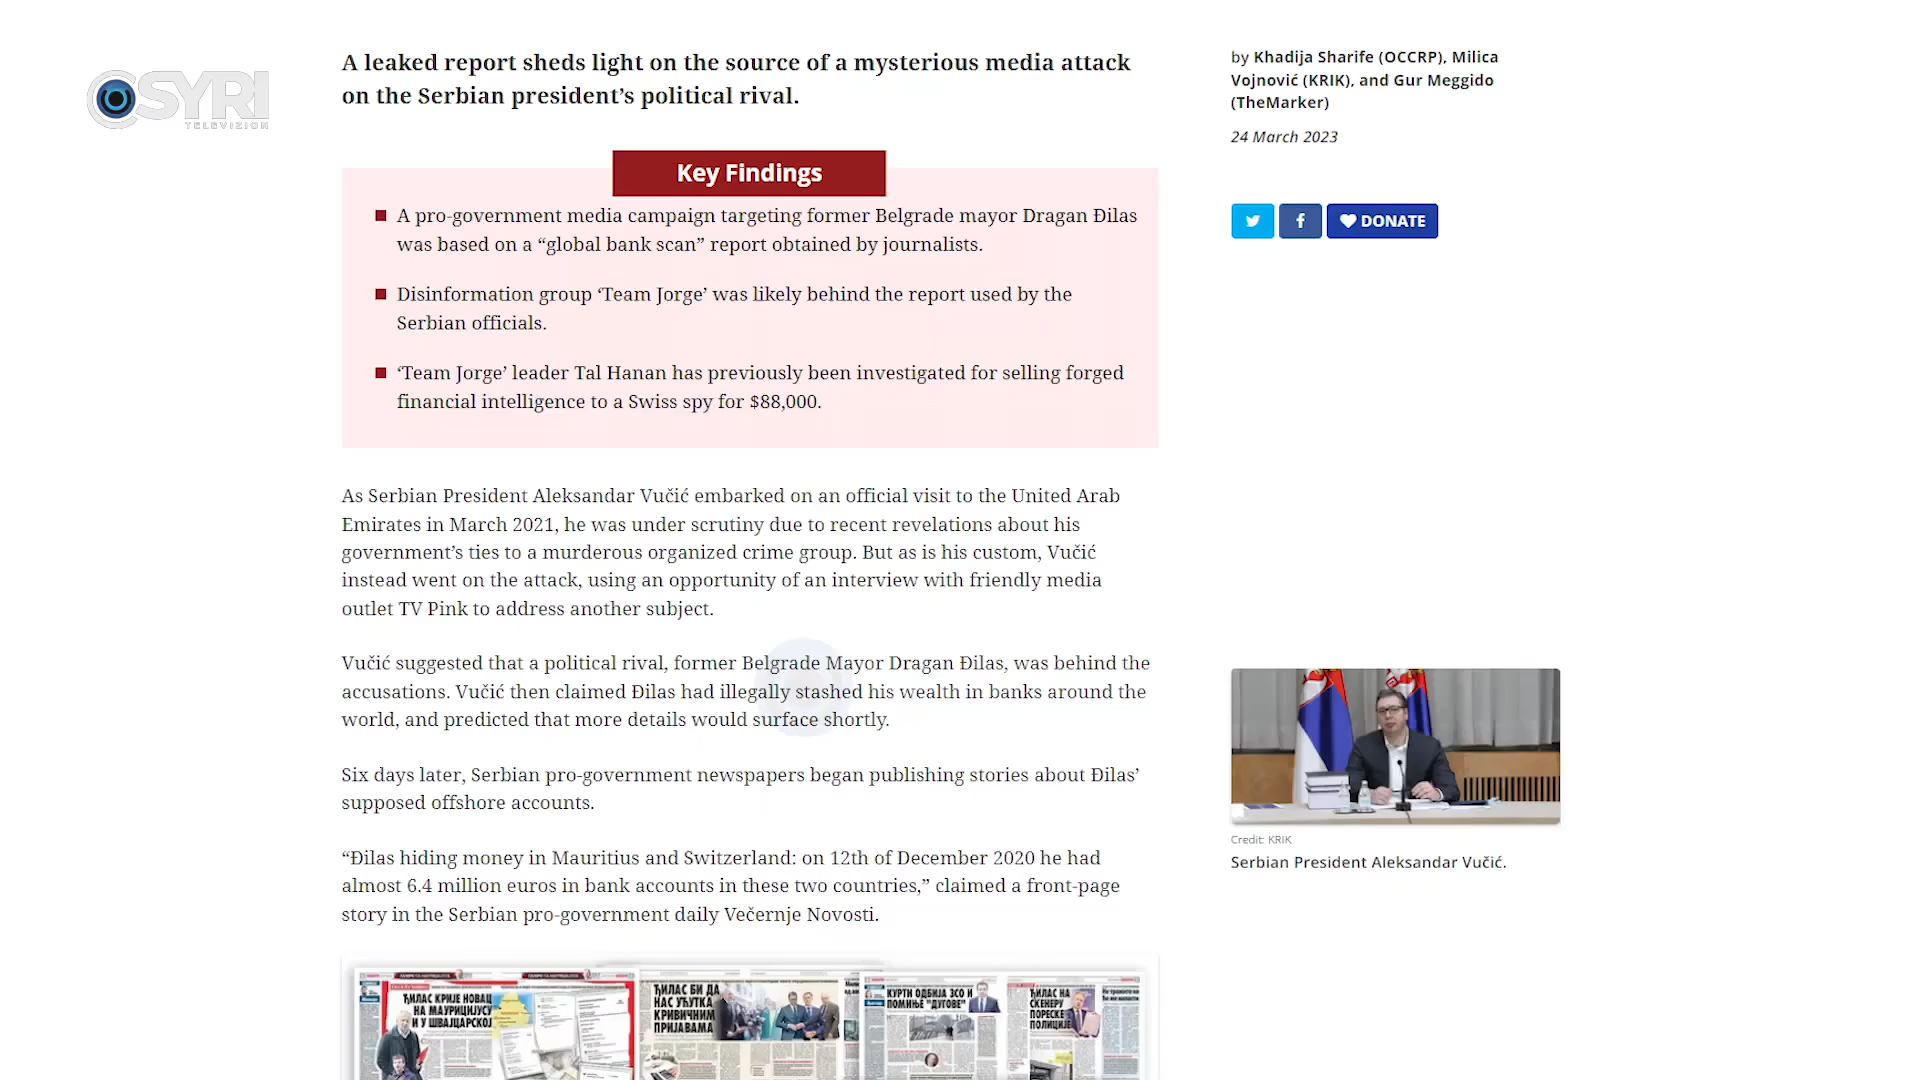 SYRI
TELEVIZION
A leaked report sheds light on the source of a mysterious media attack
on the Serbian president’s political rival.
by Khadija Sharife (OCCRP), Milica
Vojnović (KRIK), and Gur Meggido
(TheMarker)
24 March 2023
DONATE
Key Findings
A pro-government media campaign targeting former Belgrade mayor Dragan Đilas
was based on a “global bank scan” report obtained by journalists.
Disinformation group ‘Team Jorge’ was likely behind the report used by the
Serbian officials.
‘Team Jorge’ leader Tal Hanan has previously been investigated for selling forged
financial intelligence to a Swiss spy for $88,000.
As Serbian President Aleksandar Vučić embarked on an official visit to the United Arab
Emirates in March 2021, he was under scrutiny due to recent revelations about his
government’s ties to a murderous organized crime group. But as is his custom, Vučić
instead went on the attack, using an opportunity of an interview with friendly media
outlet TV Pink to address another subject.
Vučić suggested that a political rival, former Belgrade Mayor Dragan Đilas, was behind the
accusations. Vučić then claimed Đilas had illegally stashed his wealth in banks around the
world, and predicted that more details would surface shortly.
Six days later, Serbian pro-government newspapers began publishing stories about Đilas’
supposed offshore accounts.
“Đilas hiding money in Mauritius and Switzerland: on 12th of December 2020 he had
almost 6.4 million euros in bank accounts in these two countries,” claimed a front-page
story in the Serbian pro-government daily Večernje Novosti.
Credit: KRIK
Serbian President Aleksandar Vučić.
ЂИЛАС КРИЈЕ НОВАЦ
НА МАУРИЦИЈУСУ
И У ШВАЈЦАРСКОЈ
ЂИЛАС БИ ДА
НАС УЋУТКА
КРИВИЧНИМ
ПРИЈАВАМА
КУРТИ ОДБИЈА ЗСО И
ПОМИЊЕ "ДУГОВЕ"
ЂИЛАС НА
СКЕНЕРУ
ПОРЕСКЕ
ПОЛИЦИЈЕ